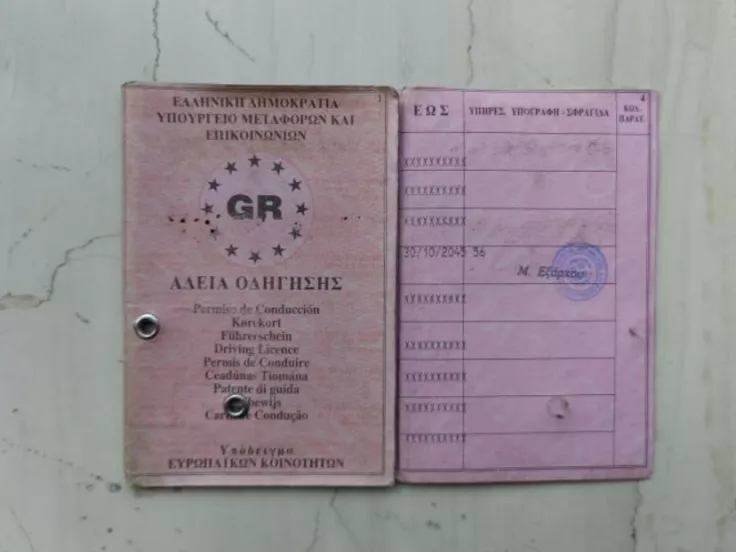 1
ΕΛΛΗΝΙΚΗ ΔΗΜΟΚΡΑΤΙΑ
ΥΠΟΥΡΓΕΙΟ ΜΕΤΑΦΟΡΩΝ ΚΑΙ
ΕΠΙΚΟΙΝΩΝΙΩΝ
GR
ΑΔΕΙΑ ΟΔΗΓΗΣΗΣ
Permiso de Conducción
Kørekort
Führerschein
Driving Licence
Permis de Conduire
Ceadúnas Tiomána
Patente di guida
Condução
Υπόδειγμα
ΕΥΡΩΠΑΪΚΩΝ ΚΟΙΝΟΤΗΤΩΝ
4
ΕΩΣ
ΥΠΗΡΕΣ. ΥΠΟΓΡΑΦΗ - ΣΦΡΑΓΙΔΑ
ΚΩΔ.
ΠΑΡΑΤ.
XXXXXXXXXX
XXXXXXXXXX
XXXXXXXXXX
30/10/2045 56
Μ. Εξάρχου
XXXXXXXXXX
XXXXXXXXXX
XXXXXXXXXX
XXXXXXXXXX
XXXXXXXXXX